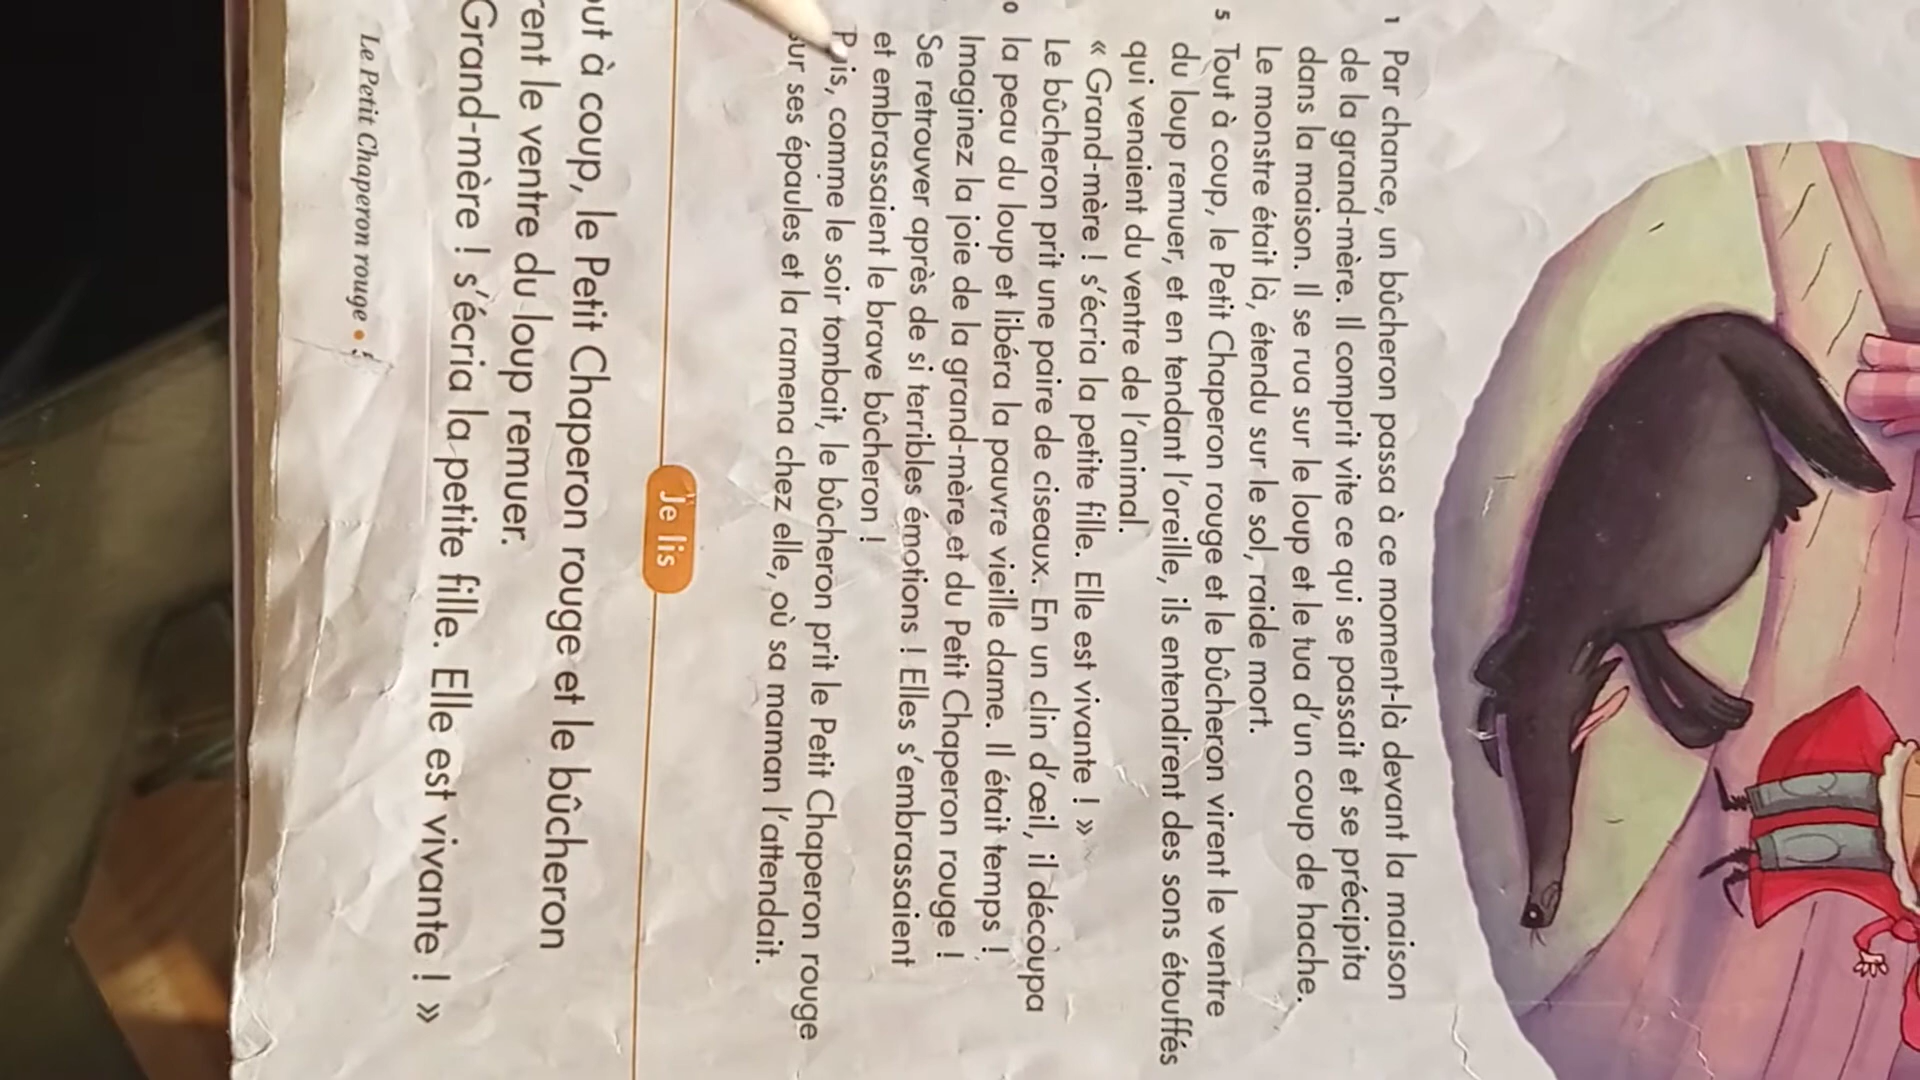 1 Par chance, un bûcheron passa à ce moment-là devant la maison
de la grand-mère. Il comprit vite ce qui se passait et se précipita
dans la maison. Il se rua sur le loup et le tua d'un coup de hache.
Le monstre était là, étendu sur le sol, raide mort.
5 Tout à coup, le Petit Chaperon rouge et le bûcheron virent le ventre
du loup remuer, et en tendant l'oreille, ils entendirent des sons étouffés
qui venaient du ventre de l'animal.
« Grand-mère ! s'écria la petite fille. Elle est vivante ! »
Le bûcheron prit une paire de ciseaux. En un clin d'œil, il découpa
0 la peau du loup et libéra la pauvre vieille dame. Il était temps !
Imaginez la joie de la grand-mère et du Petit Chaperon rouge !
Se retrouver après de si terribles émotions ! Elles s'embrassaient
et embrassaient le brave bûcheron !
Puis, comme le soir tombait, le bûcheron prit le Petit Chaperon rouge
sur ses épaules et la ramena chez elle, où sa maman l'attendait.
Je lis
out à coup, le Petit Chaperon rouge et le bûcheron
rent le ventre du loup remuer.
Grand-mère ! s'écria la petite fille. Elle est vivante ! »
Le Petit Chaperon rouge •